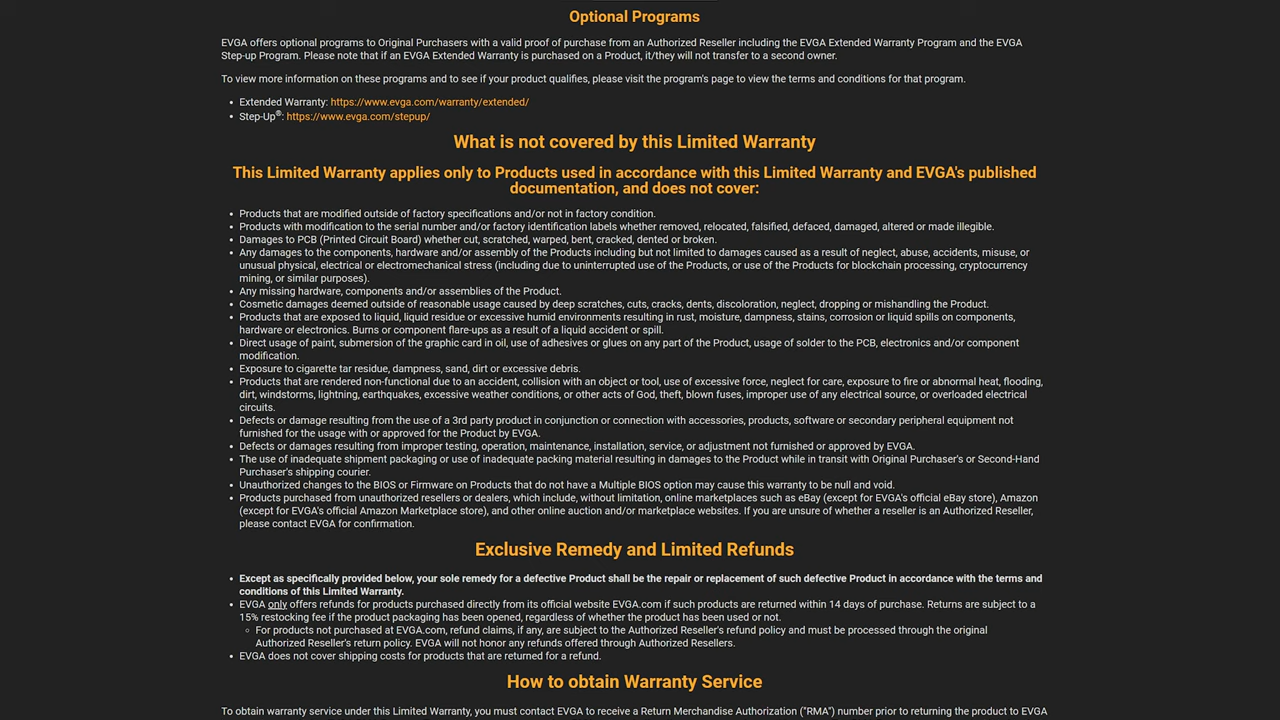 Optional Programs
EVGA offers optional programs to Original Purchasers with a valid proof of purchase from an Authorized Reseller including the EVGA Extended Warranty Program and the EVGA
Step-up Program. Please note that if an EVGA Extended Warranty is purchased on a Product, it/they will not transfer to a second owner.
To view more information on these programs and to see if your product qualifies, please visit the program's page to view the terms and conditions for that program.
• Extended Warranty: https://www.evga.com/warranty/extended/
• Step-Up®: https://www.evga.com/stepup/
What is not covered by this Limited Warranty
This Limited Warranty applies only to Products used in accordance with this Limited Warranty and EVGA's published
documentation, and does not cover:
• Products that are modified outside of factory specifications and/or not in factory condition.
• Products with modification to the serial number and/or factory identification labels whether removed, relocated, falsified, defaced, damaged, altered or made illegible.
• Damages to PCB (Printed Circuit Board) whether cut, scratched, warped, bent, cracked, dented or broken.
• Any damages to the components, hardware and/or assembly of the Products including but not limited to damages caused as a result of neglect, abuse, accidents, misuse, or
unusual physical, electrical or electromechanical stress (including due to uninterrupted use of the Products, or use of the Products for blockchain processing, cryptocurrency
mining, or similar purposes).
• Any missing hardware, components and/or assemblies of the Product.
• Cosmetic damages deemed outside of reasonable usage caused by deep scratches, cuts, cracks, dents, discoloration, neglect, dropping or mishandling the Product.
• Products that are exposed to liquid, liquid residue or excessive humid environments resulting in rust, moisture, dampness, stains, corrosion or liquid spills on components,
hardware or electronics. Burns or component flare-ups as a result of a liquid accident or spill.
• Direct usage of paint, submersion of the graphic card in oil, use of adhesives or glues on any part of the Product, usage of solder to the PCB, electronics and/or component
modification.
• Exposure to cigarette tar residue, dampness, sand, dirt or excessive debris.
• Products that are rendered non-functional due to an accident, collision with an object or tool, use of excessive force, neglect for care, exposure to fire or abnormal heat, flooding,
dirt, windstorms, lightning, earthquakes, excessive weather conditions, or other acts of God, theft, blown fuses, improper use of any electrical source, or overloaded electrical
circuits.
• Defects or damage resulting from the use of a 3rd party product in conjunction or connection with accessories, products, software or secondary peripheral equipment not
furnished for the usage with or approved for the Product by EVGA.
• Defects or damages resulting from improper testing, operation, maintenance, installation, service, or adjustment not furnished or approved by EVGA.
• The use of inadequate shipment packaging or use of inadequate packing material resulting in damages to the Product while in transit with Original Purchaser's or Second-Hand
Purchaser's shipping courier.
• Unauthorized changes to the BIOS or Firmware on Products that do not have a Multiple BIOS option may cause this warranty to be null and void.
• Products purchased from unauthorized resellers or dealers, which include, without limitation, online marketplaces such as eBay (except for EVGA's official eBay store), Amazon
(except for EVGA's official Amazon Marketplace store), and other online auction and/or marketplace websites. If you are unsure of whether a reseller is an Authorized Reseller,
please contact EVGA for confirmation.
Exclusive Remedy and Limited Refunds
• Except as specifically provided below, your sole remedy for a defective Product shall be the repair or replacement of such defective Product in accordance with the terms and
conditions of this Limited Warranty.
• EVGA only offers refunds for products purchased directly from its official website EVGA.com if such products are returned within 14 days of purchase. Returns are subject to a
15% restocking fee if the product packaging has been opened, regardless of whether the product has been used or not.
◦ For products not purchased at EVGA.com, refund claims, if any, are subject to the Authorized Reseller's refund policy and must be processed through the original
Authorized Reseller's return policy. EVGA will not honor any refunds offered through Authorized Resellers.
• EVGA does not cover shipping costs for products that are returned for a refund.
How to obtain Warranty Service
To obtain warranty service under this Limited Warranty, you must contact EVGA to receive a Return Merchandise Authorization ("RMA") number prior to returning the product to EVGA